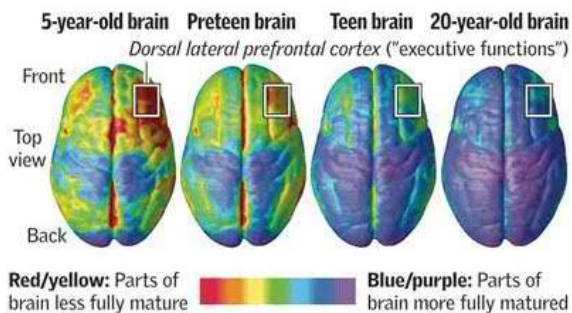 5-year-old brain Preteen brain Teen brain 20-year-old brain
Dorsal lateral prefrontal cortex (“executive functions”)
Front
Top
view
Back
Red/yellow: Parts of
brain less fully mature
Blue/purple: Parts of
brain more fully matured